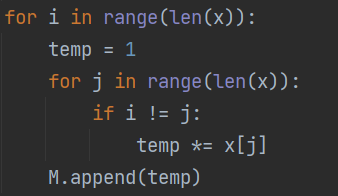 for i in range(len(x)):
    temp = 1
    for j in range(len(x)):
        if i != j:
            temp *= x[j]
    M.append(temp)